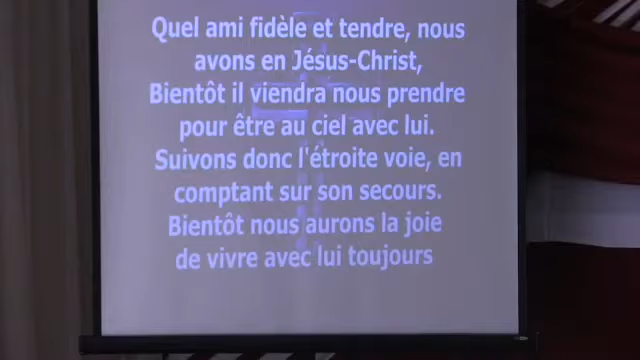 Quel ami fidèle et tendre, nous
avons en Jésus-Christ,
Bientôt il viendra nous prendre
pour être au ciel avec lui.
Suivons donc l'étroite voie, en
comptant sur son secours.
Bientôt nous aurons la joie
de vivre avec lui toujours